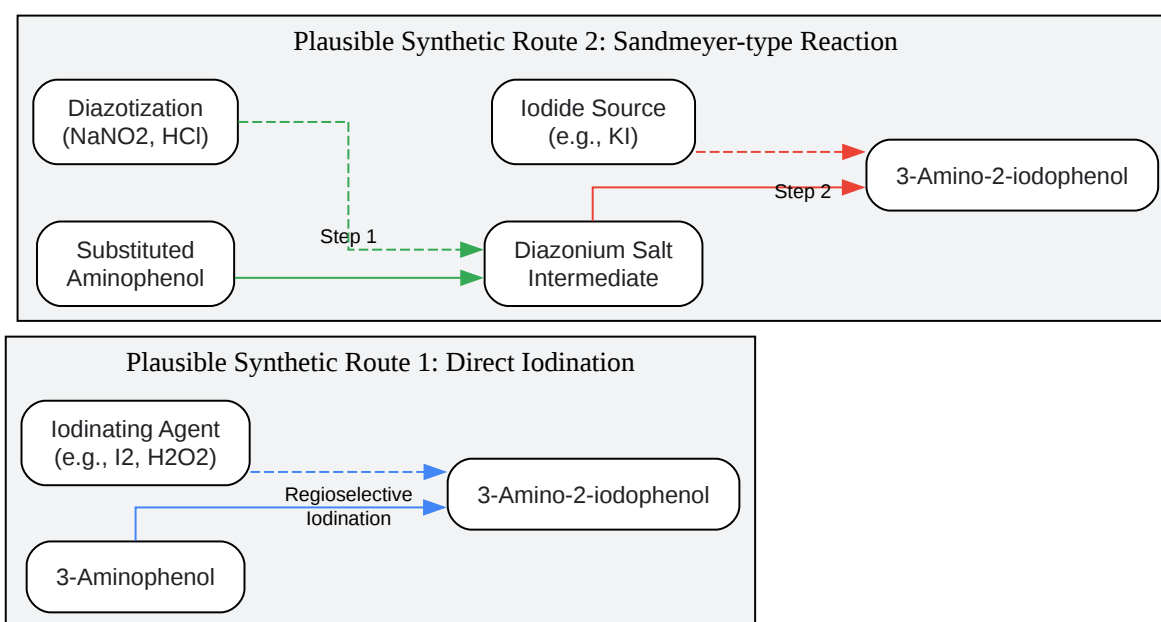 Plausible Synthetic Route 2: Sandmeyer-type Reaction
Diazotization
(NaNO2, HCl)
Iodide Source
(e.g., KI)
3-Amino-2-iodophenol
Step 2
Step 1
Substituted
Aminophenol
Diazonium Salt
Intermediate
Plausible Synthetic Route 1: Direct Iodination
Iodinating Agent
(e.g., I2, H2O2)
3-Amino-2-iodophenol
Regioselective
Iodination
3-Aminophenol